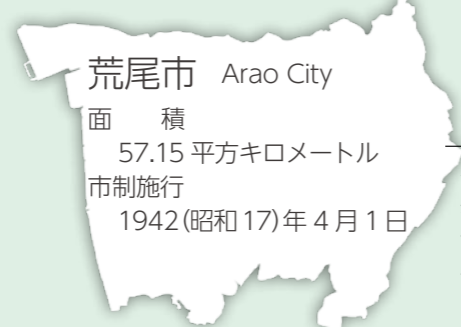 荒尾市　Arao City
面　　積
57.15 平方キロメートル
市制施行
1942(昭和 17)年 4 月 1 日